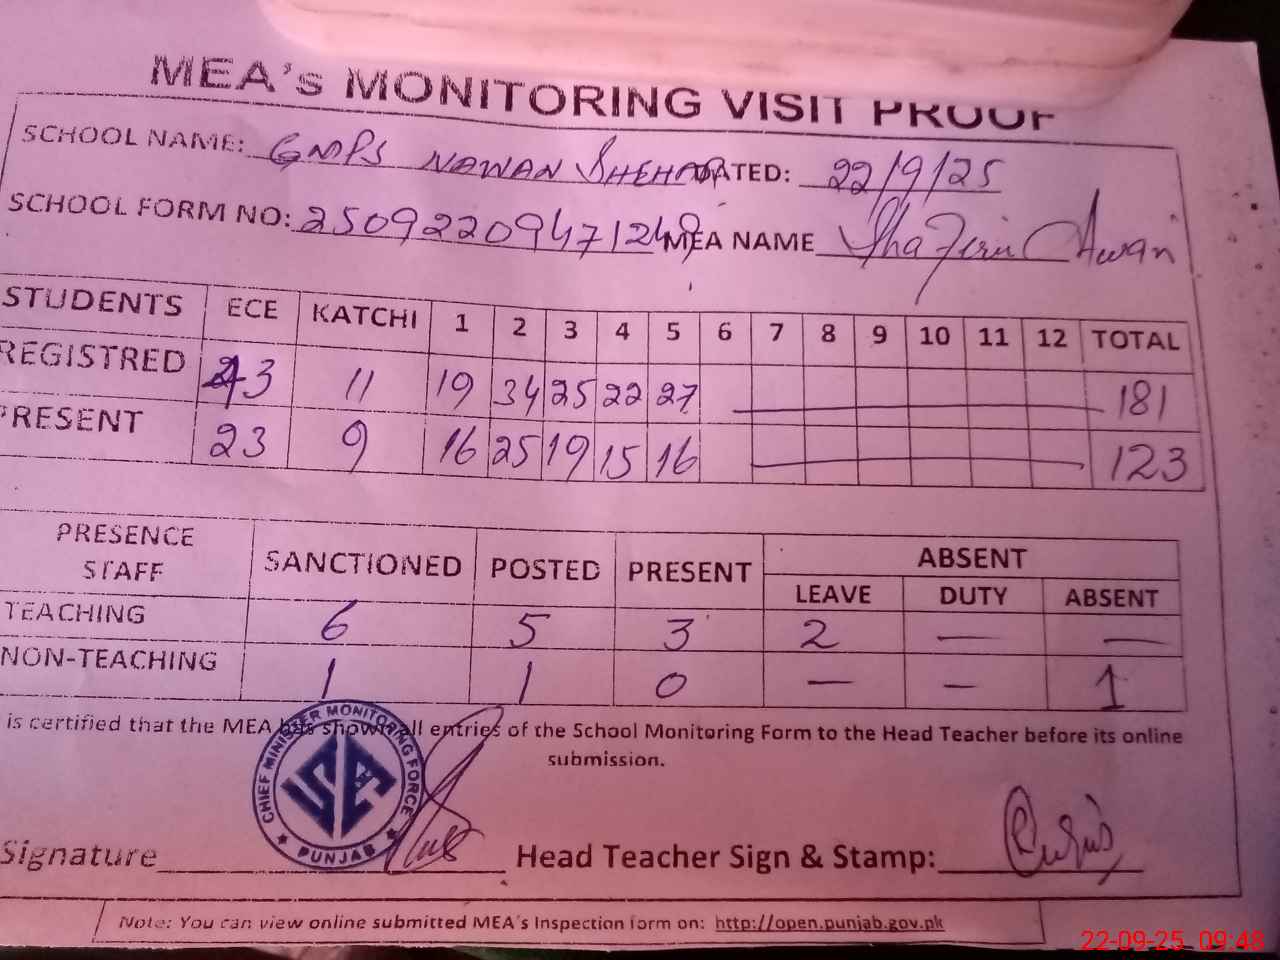 MEA's MONITORING VISIT PROOF
SCHOOL NAME: GMPS NAWAN SHEHAR DATED: 22/9/25
SCHOOL FORM NO: MEA NAME Awan
STUDENTS ECE KATCHI 1 2 3 4 5 6 7 8 9 10 11 12 TOTAL
REGISTRED 43 11 19 34 25 22 27 181
PRESENT 23 9 16 25 19 15 16 123
PRESENCE STAFF SANCTIONED POSTED PRESENT ABSENT
LEAVE DUTY ABSENT
TEACHING 6 5 3 2 — —
NON-TEACHING 1 1 0 — — 1
is certified that the MEA has shown all entries of the School Monitoring Form to the Head Teacher before its online
submission.
CHIEF MINISTER MONITORING FORCE
PUNJAB
Signature Head Teacher Sign & Stamp:
Note: You can view online submitted MEA's Inspection form on: http://open.punjab.gov.pk
22-09-25 09:48